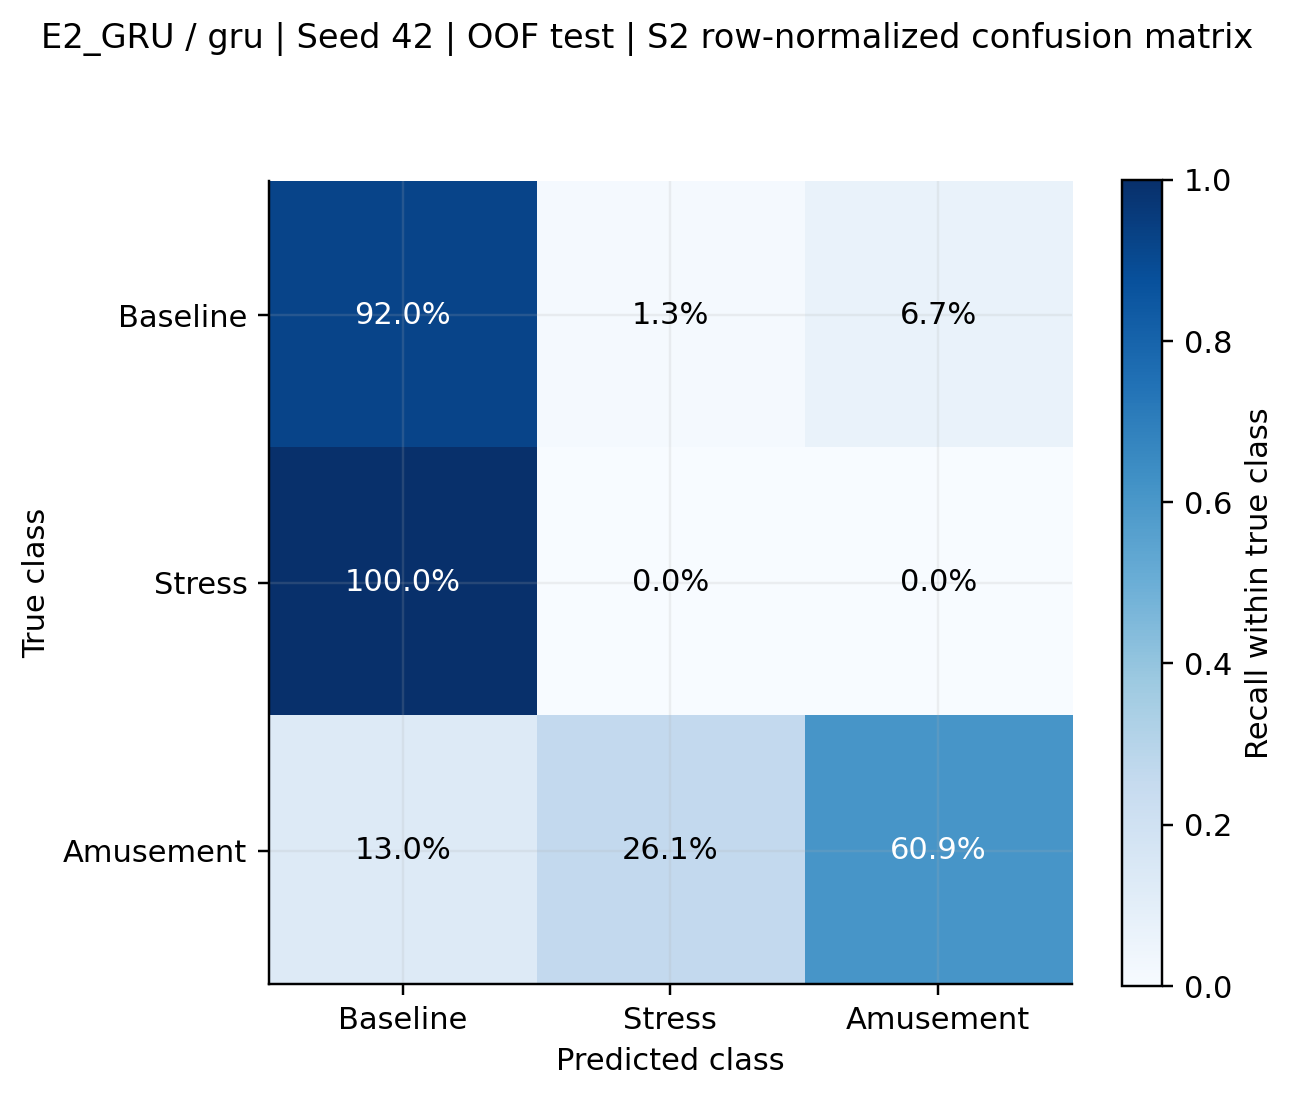 E2_GRU / gru | Seed 42 | OOF test | S2 row-normalized confusion matrix
Baseline 92.0% 1.3% 6.7%
Stress 100.0% 0.0% 0.0%
Amusement 13.0% 26.1% 60.9%
Baseline Stress Amusement
Predicted class
True class
1.0
0.8
0.6
0.4
0.2
0.0
Recall within true class